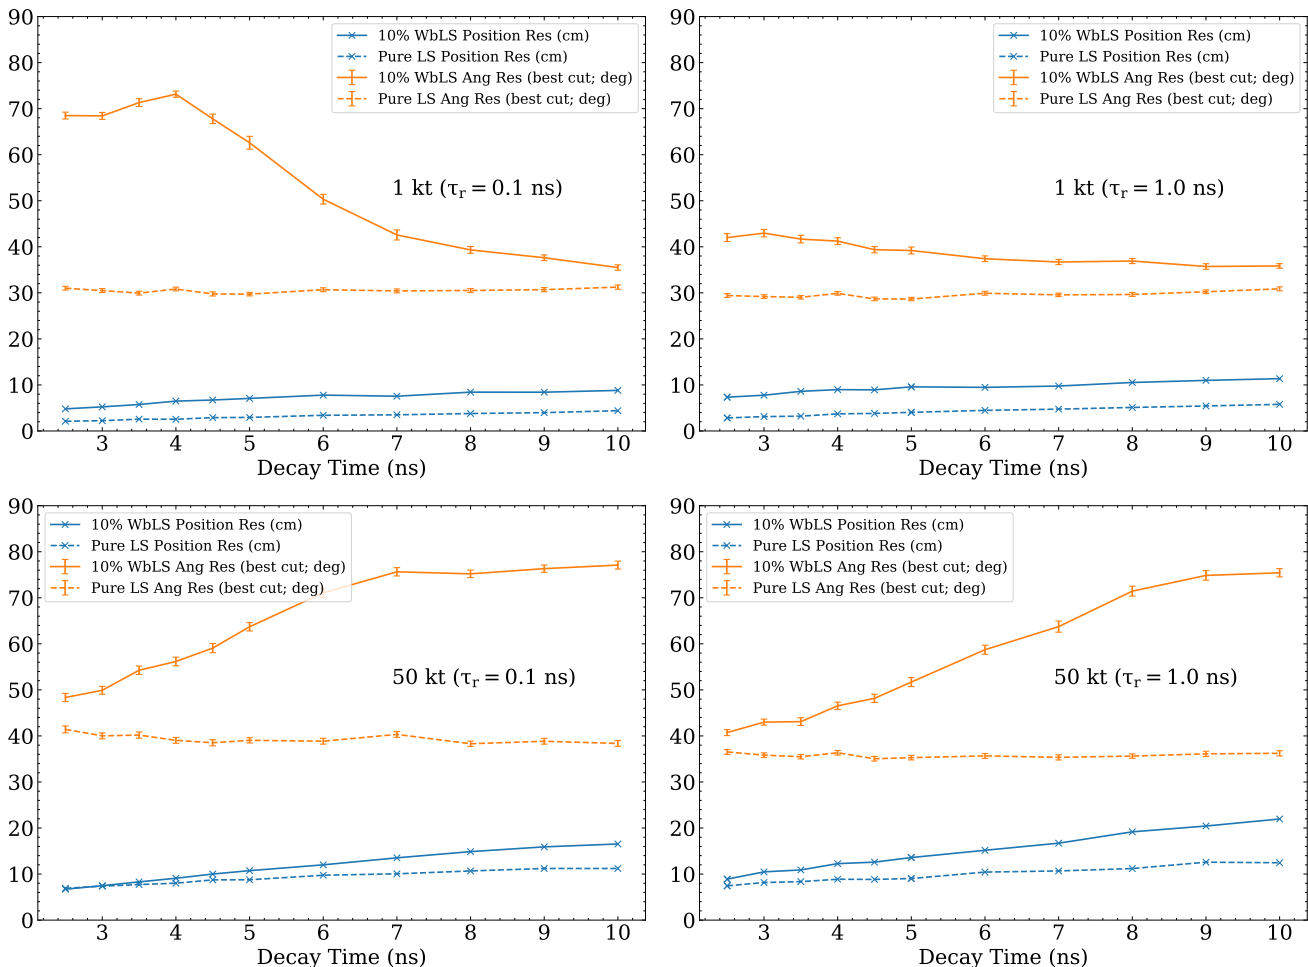 90
80
70
60
50
40
30
20
10
0
10% WbLS Position Res (cm)
Pure LS Position Res (cm)
10% WbLS Ang Res (best cut; deg)
Pure LS Ang Res (best cut; deg)
1 kt (τr = 0.1 ns)
3 4 5 6 7 8 9 10
Decay Time (ns)
90
80
70
60
50
40
30
20
10
0
10% WbLS Position Res (cm)
Pure LS Position Res (cm)
10% WbLS Ang Res (best cut; deg)
Pure LS Ang Res (best cut; deg)
1 kt (τr = 1.0 ns)
3 4 5 6 7 8 9 10
Decay Time (ns)
90
80
70
60
50
40
30
20
10
0
10% WbLS Position Res (cm)
Pure LS Position Res (cm)
10% WbLS Ang Res (best cut; deg)
Pure LS Ang Res (best cut; deg)
50 kt (τr = 0.1 ns)
3 4 5 6 7 8 9 10
Decay Time (ns)
90
80
70
60
50
40
30
20
10
0
10% WbLS Position Res (cm)
Pure LS Position Res (cm)
10% WbLS Ang Res (best cut; deg)
Pure LS Ang Res (best cut; deg)
50 kt (τr = 1.0 ns)
3 4 5 6 7 8 9 10
Decay Time (ns)